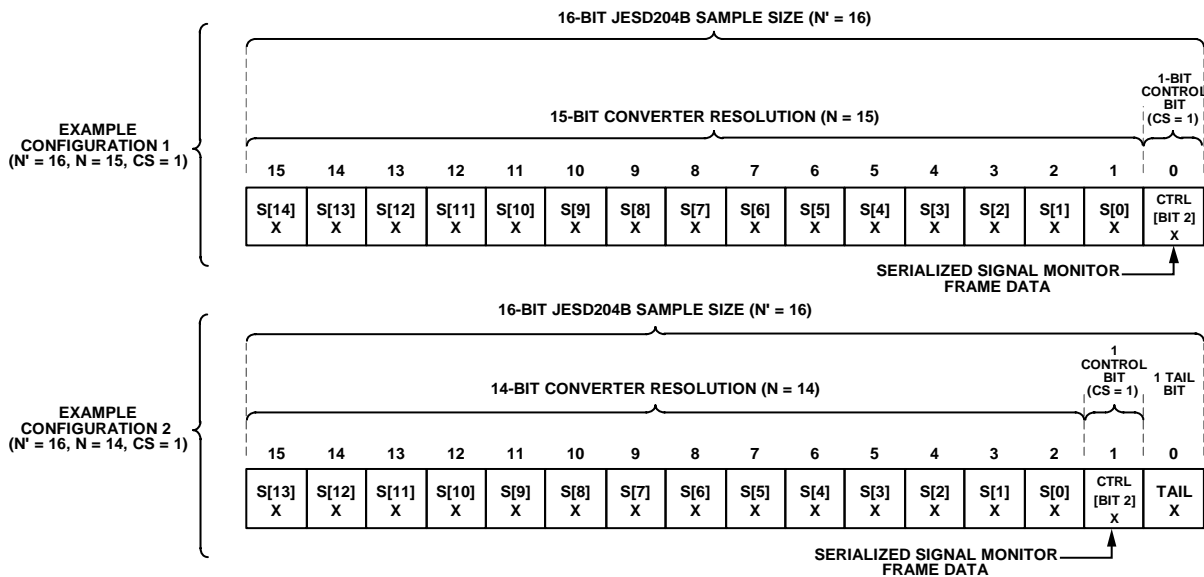 16-BIT JESD204B SAMPLE SIZE (N' = 16)
1-BIT
CONTROL
BIT
(CS = 1)
15-BIT CONVERTER RESOLUTION (N = 15)
EXAMPLE
CONFIGURATION 1
(N' = 16, N = 15, CS = 1)
15 14 13 12 11 10 9 8 7 6 5 4 3 2 1 0
S[14] S[13] S[12] S[11] S[10] S[9] S[8] S[7] S[6] S[5] S[4] S[3] S[2] S[1] S[0] CTRL
[BIT 2]
X X X X X X X X X X X X X X X X
SERIALIZED SIGNAL MONITOR
FRAME DATA
16-BIT JESD204B SAMPLE SIZE (N' = 16)
1
CONTROL
BIT
(CS = 1)
1 TAIL
BIT
14-BIT CONVERTER RESOLUTION (N = 14)
EXAMPLE
CONFIGURATION 2
(N' = 16, N = 14, CS = 1)
15 14 13 12 11 10 9 8 7 6 5 4 3 2 1 0
S[13] S[12] S[11] S[10] S[9] S[8] S[7] S[6] S[5] S[4] S[3] S[2] S[1] S[0] CTRL TAIL
[BIT 2]
X X X X X X X X X X X X X X X X
SERIALIZED SIGNAL MONITOR
FRAME DATA